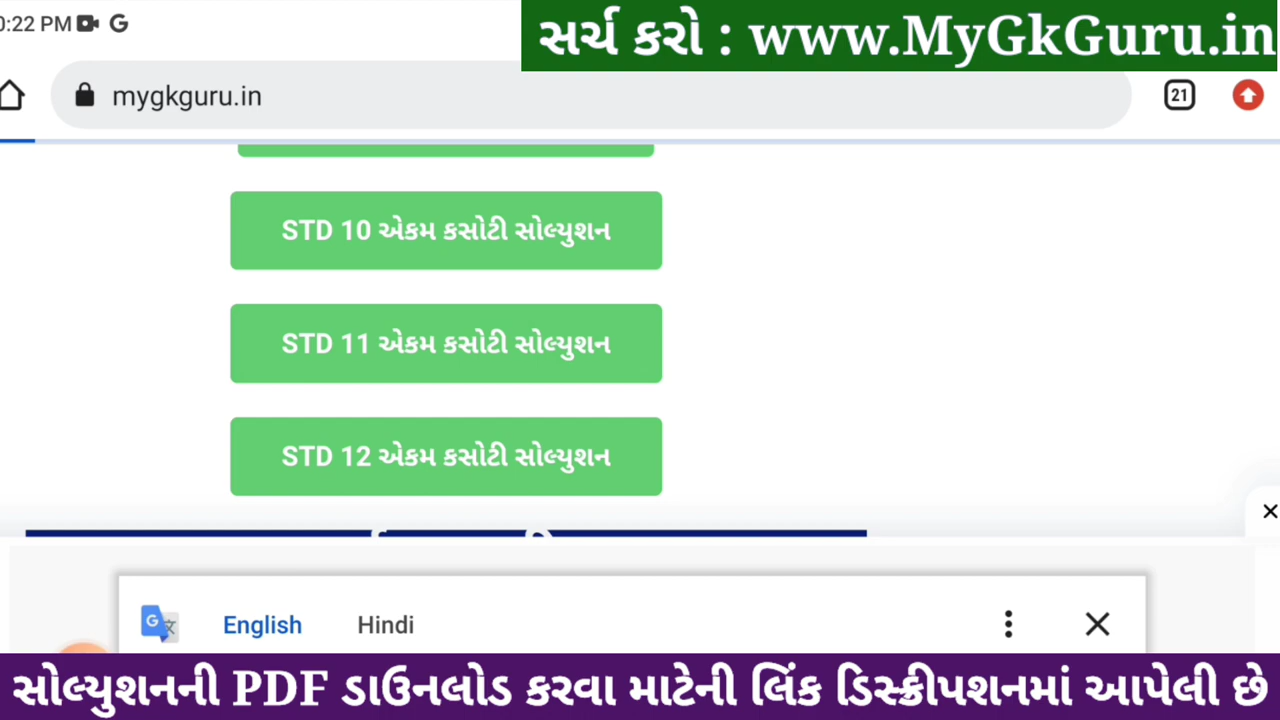 0:22 PM G
સર્ચ કરો : www.MyGkGuru.in
mygkguru.in
21
STD 10 એકમ કસોટી સોલ્યુશન
STD 11 એકમ કસોટી સોલ્યુશન
STD 12 એકમ કસોટી સોલ્યુશન
English Hindi
સોલ્યુશનની PDF ડાઉનલોડ કરવા માટેની લિંક ડિસ્ક્રીપશનમાં આપેલી છે